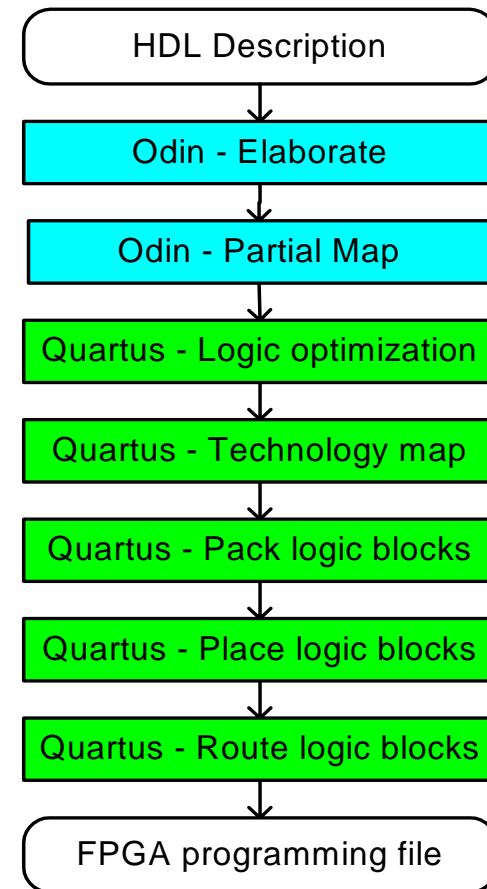 HDL Description
Odin - Elaborate
Odin - Partial Map
Quartus - Logic optimization
Quartus - Technology map
Quartus - Pack logic blocks
Quartus - Place logic blocks
Quartus - Route logic blocks
FPGA programming file